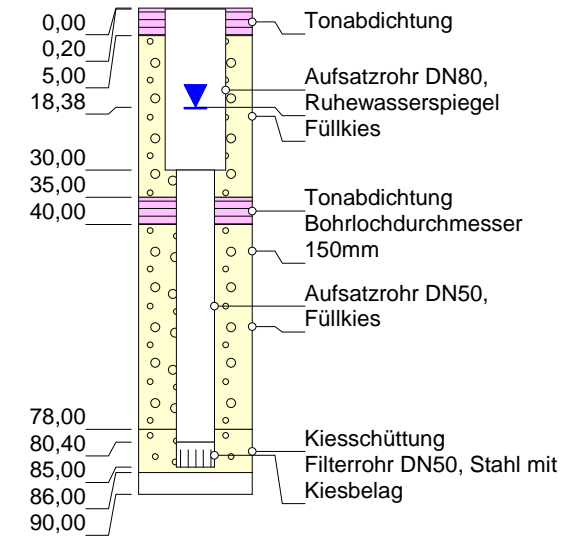 0,00
0,20
5,00
18,38
30,00
35,00
40,00
78,00
80,40
85,00
86,00
90,00
Tonabdichtung
Aufsatzrohr DN80,
Ruhewasserspiegel
Füllkies
Tonabdichtung
Bohrlochdurchmesser
150mm
Aufsatzrohr DN50,
Füllkies
Kiesschüttung
Filterrohr DN50, Stahl mit
Kiesbelag